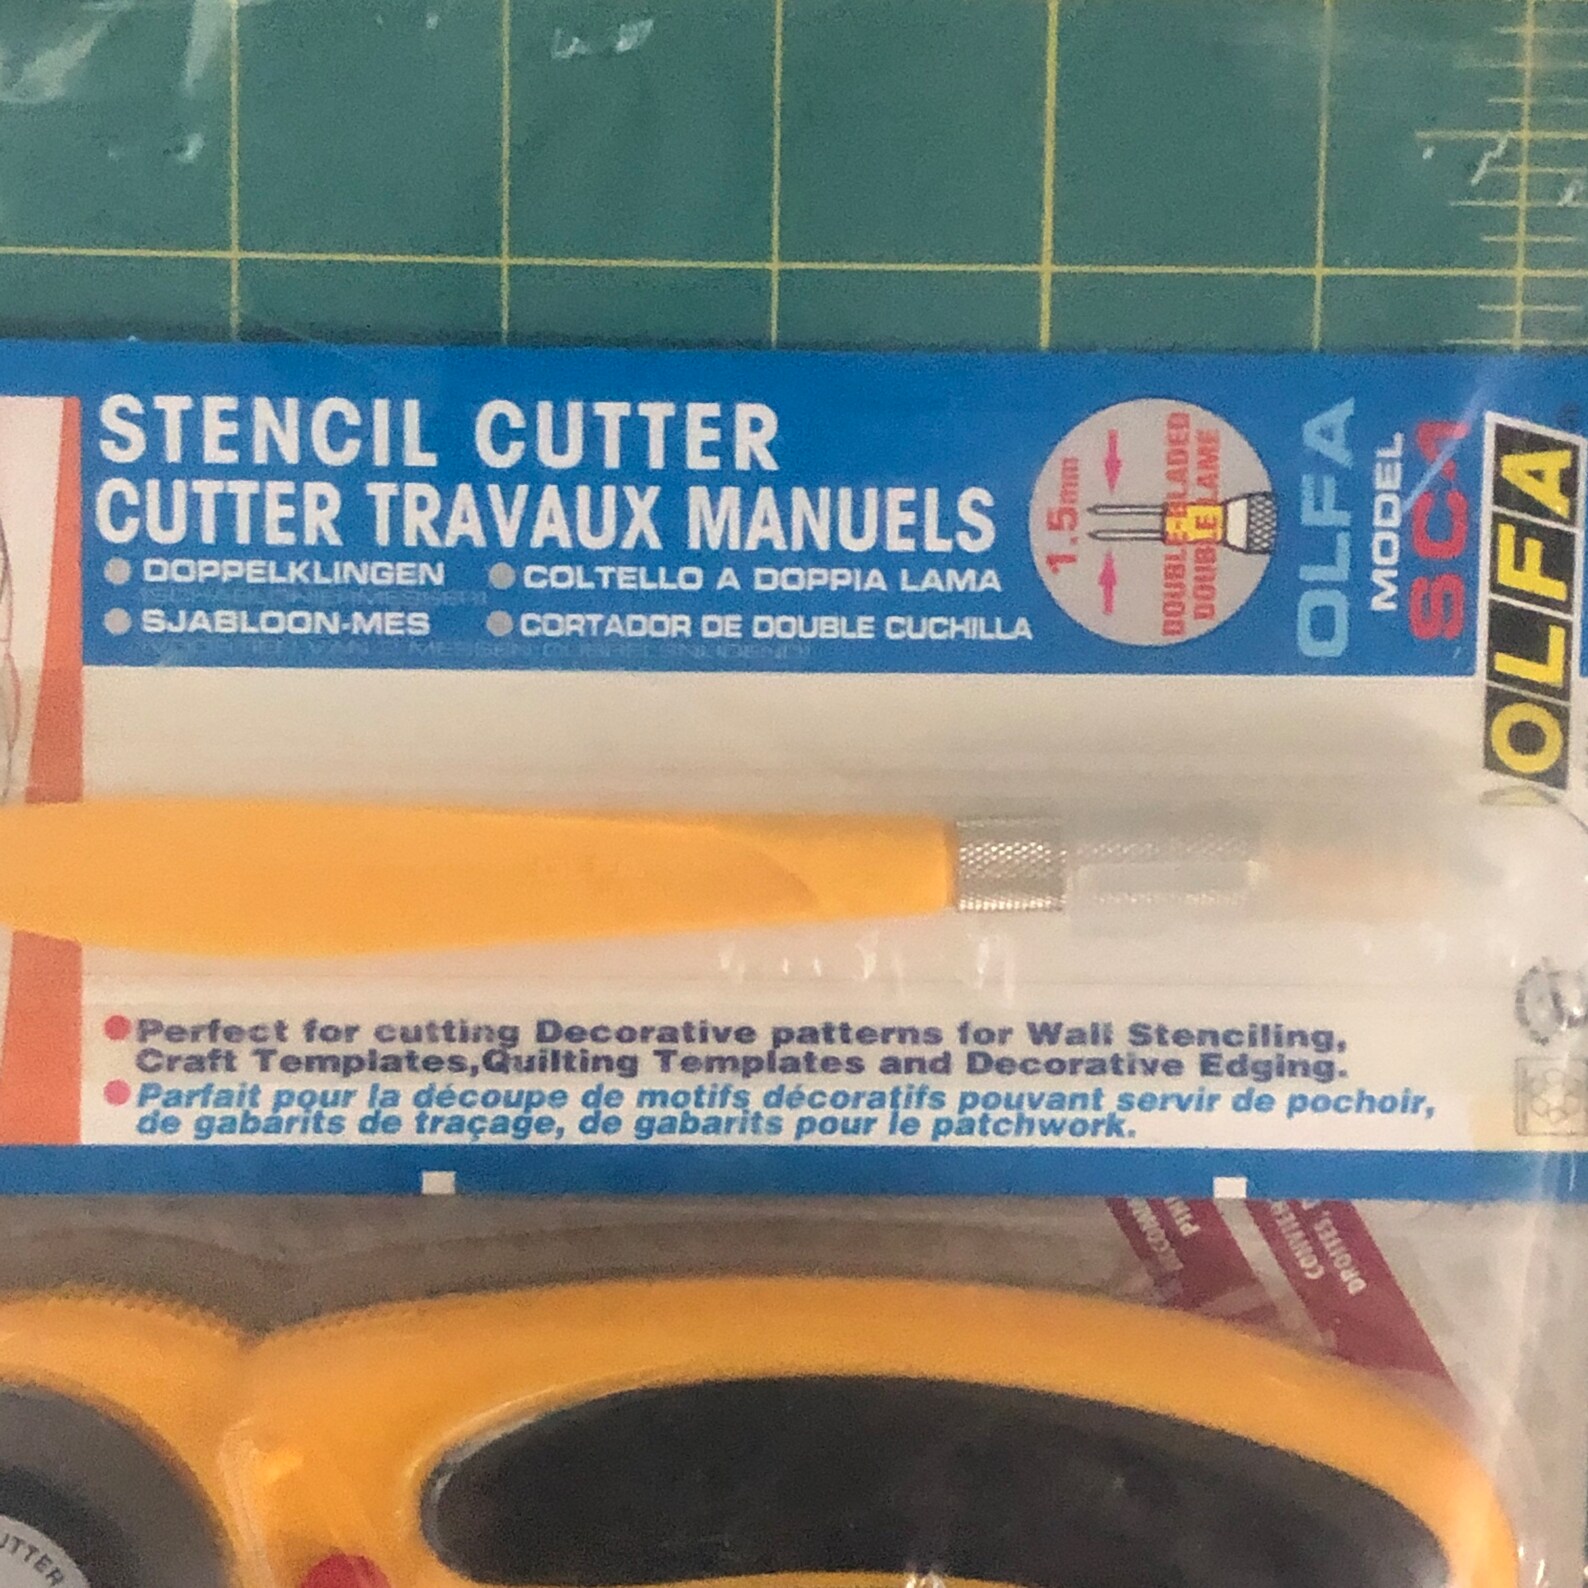 STENCIL CUTTER
CUTTER TRAVAUX MANUELS
DOPPELKLINGEN
COLTELLO A DOPPIA LAMA
SJABLOON-MES
CORTADOR DE DOUBLE CUCHILLA
1.5mm
DOUBLE-BLADED
DOUBLE LAME
OLFA
MODEL
SC-1
OLFA
Perfect for cutting Decorative patterns for Wall Stenciling,
Craft Templates,Quilting Templates and Decorative Edging.
Parfait pour la découpe de motifs décoratifs pouvant servir de pochoir,
de gabarits de traçage, de gabarits pour le patchwork.